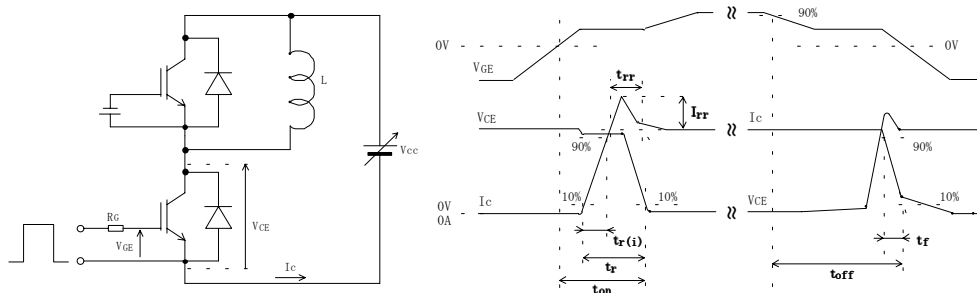 L
Vcc
RG
VGE
VCE
Ic
0V
90%
0V
VGE
trr
Irr
VCE
Ic
90%
90%
10%
10%
10%
0V
0A
Ic
VCE
tr(i)
tf
tr
toff
ton